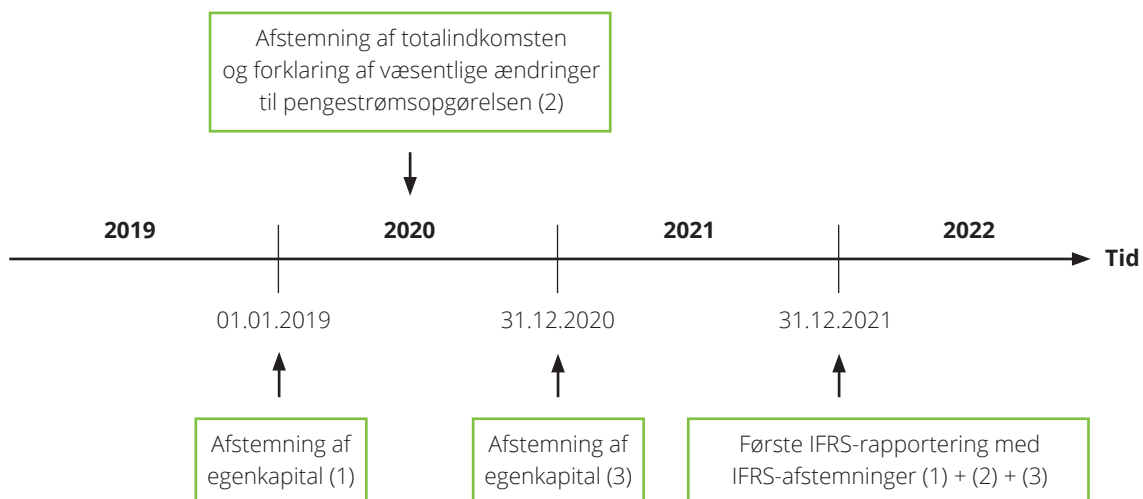 Afstemning af totalindkomsten
og forklaring af væsentlige ændringer
til pengestrømsopgørelsen (2)
2019
2020
2021
2022
Tid
01.01.2019
31.12.2020
31.12.2021
Afstemning af
egenkapital (1)
Afstemning af
egenkapital (3)
Første IFRS-rapportering med
IFRS-afstemninger (1) + (2) + (3)